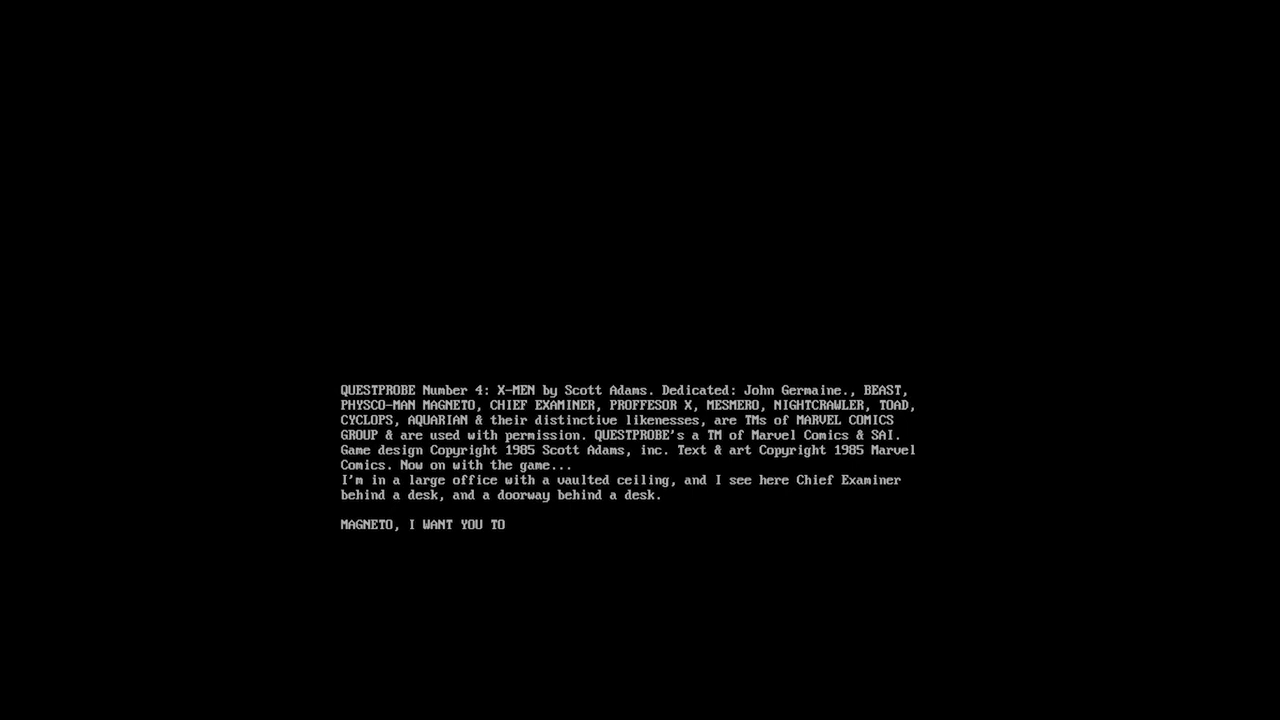 QUESTPROBE Number 4: X-MEN by Scott Adams. Dedicated: John Germaine., BEAST,
PHYSCO-MAN MAGNETO, CHIEF EXAMINER, PROFFESOR X, MESMERO, NIGHTCRAWLER, TOAD,
CYCLOPS, AQUARIAN & their distinctive likenesses, are TMs of MARVEL COMICS
GROUP & are used with permission. QUESTPROBE's a TM of Marvel Comics & SAI.
Game design Copyright 1985 Scott Adams, inc. Text & art Copyright 1985 Marvel
Comics. Now on with the game...
I'm in a large office with a vaulted ceiling, and I see here Chief Examiner
behind a desk, and a doorway behind a desk.
MAGNETO, I WANT YOU TO